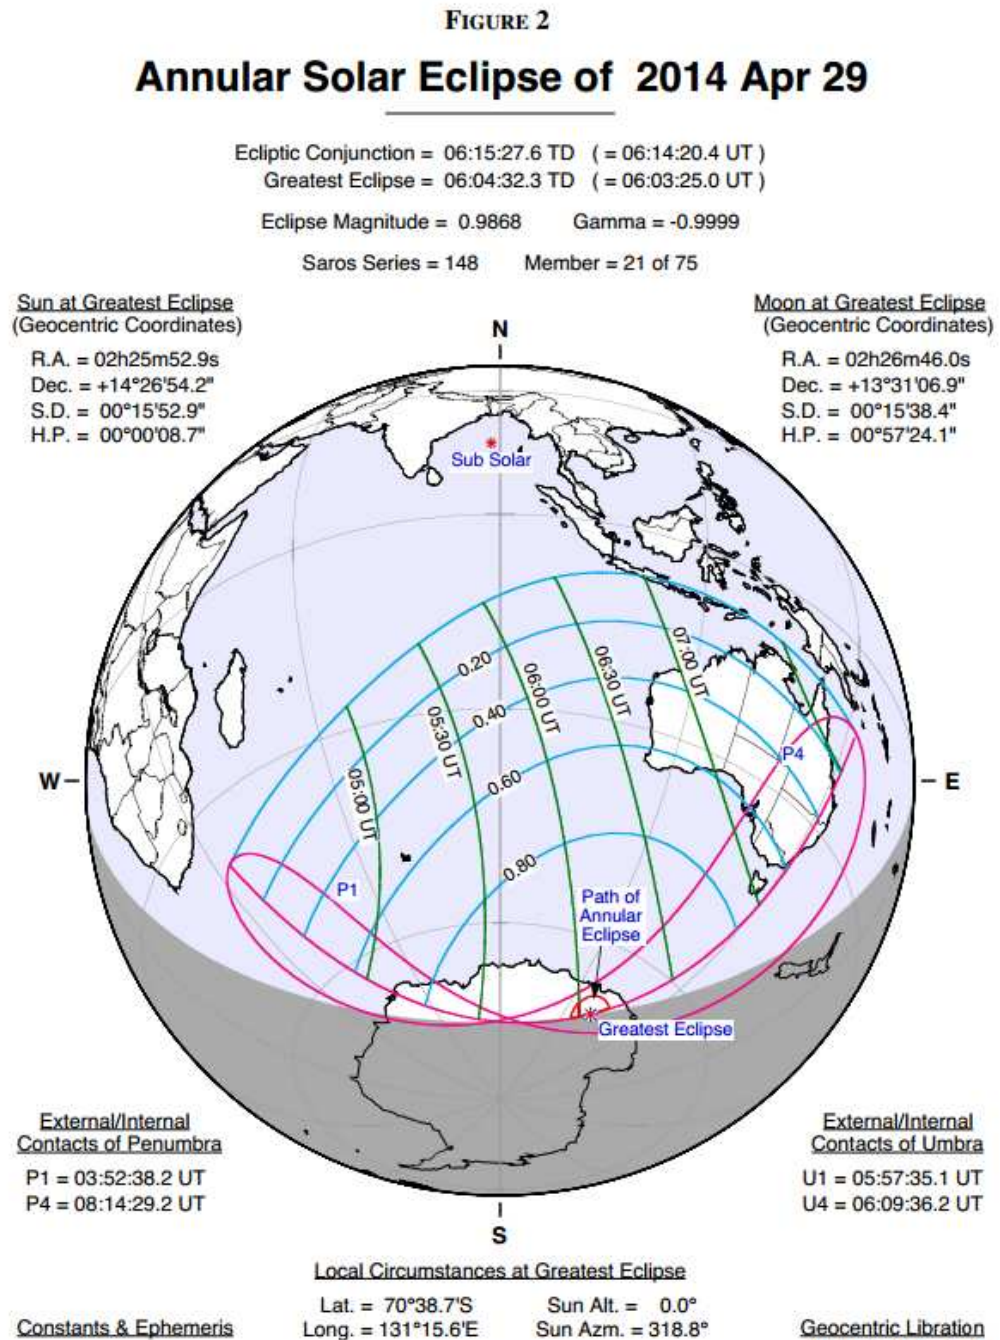 FIGURE 2
Annular Solar Eclipse of 2014 Apr 29
Ecliptic Conjunction = 06:15:27.6 TD ( = 06:14:20.4 UT )
Greatest Eclipse = 06:04:32.3 TD ( = 06:03:25.0 UT )
Eclipse Magnitude = 0.9868 Gamma = -0.9999
Saros Series = 148 Member = 21 of 75
Sun at Greatest Eclipse
(Geocentric Coordinates)
R.A. = 02h25m52.9s
Dec. = +14°26'54.2"
S.D. = 00°15'52.9"
H.P. = 00°00'08.7"
Moon at Greatest Eclipse
(Geocentric Coordinates)
R.A. = 02h26m46.0s
Dec. = +13°31'06.9"
S.D. = 00°15'38.4"
H.P. = 00°57'24.1"
N
Sub Solar
0.20
0.40
0.60
0.80
05:00 UT
05:30 UT
06:00 UT
06:30 UT
07:00 UT
W
E
P1
P4
Path of
Annular
Eclipse
Greatest Eclipse
External/Internal
Contacts of Penumbra
P1 = 03:52:38.2 UT
P4 = 08:14:29.2 UT
External/Internal
Contacts of Umbra
U1 = 05:57:35.1 UT
U4 = 06:09:36.2 UT
S
Local Circumstances at Greatest Eclipse
Lat. = 70°38.7'S Sun Alt. = 0.0°
Long. = 131°15.6'E Sun Azm. = 318.8°
Constants & Ephemeris
Geocentric Libration